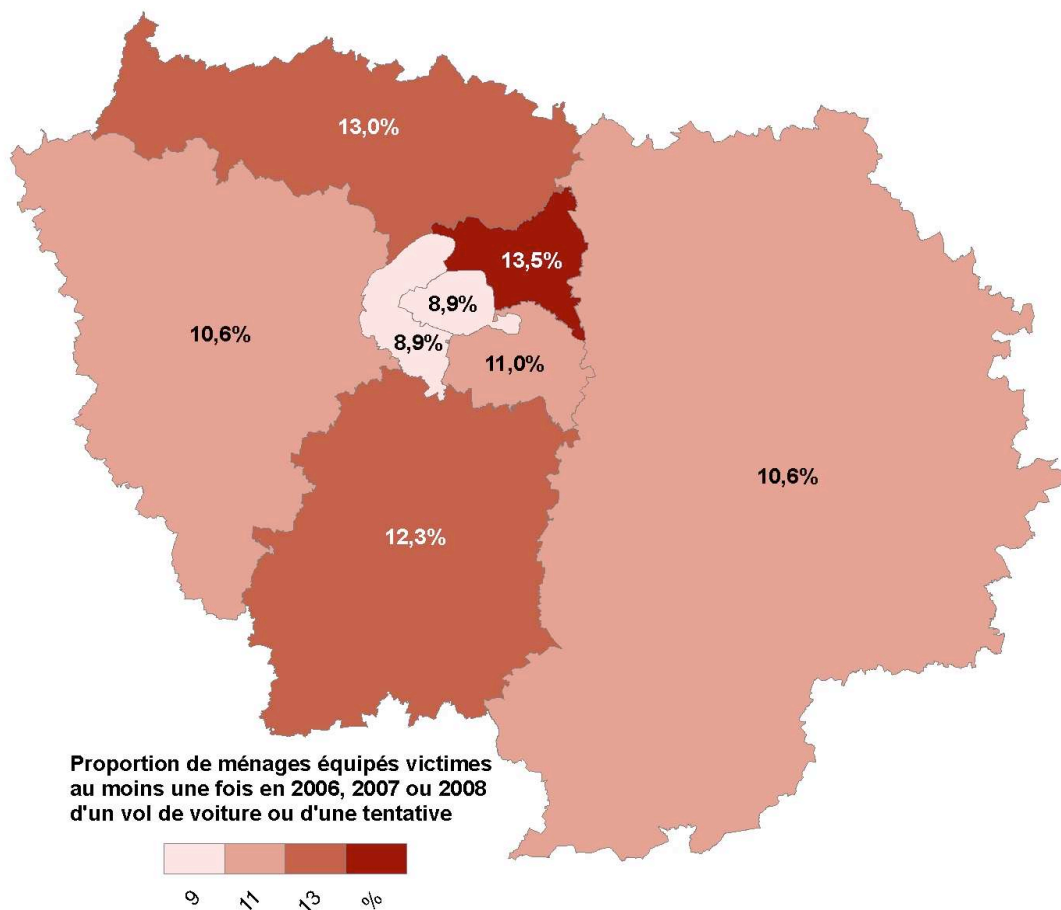 13,0%
13,5%
8,9%
10,6%
8,9%
11,0%
10,6%
12,3%
Proportion de ménages équipés victimes
au moins une fois en 2006, 2007 ou 2008
d'un vol de voiture ou d'une tentative
9 11 13 %